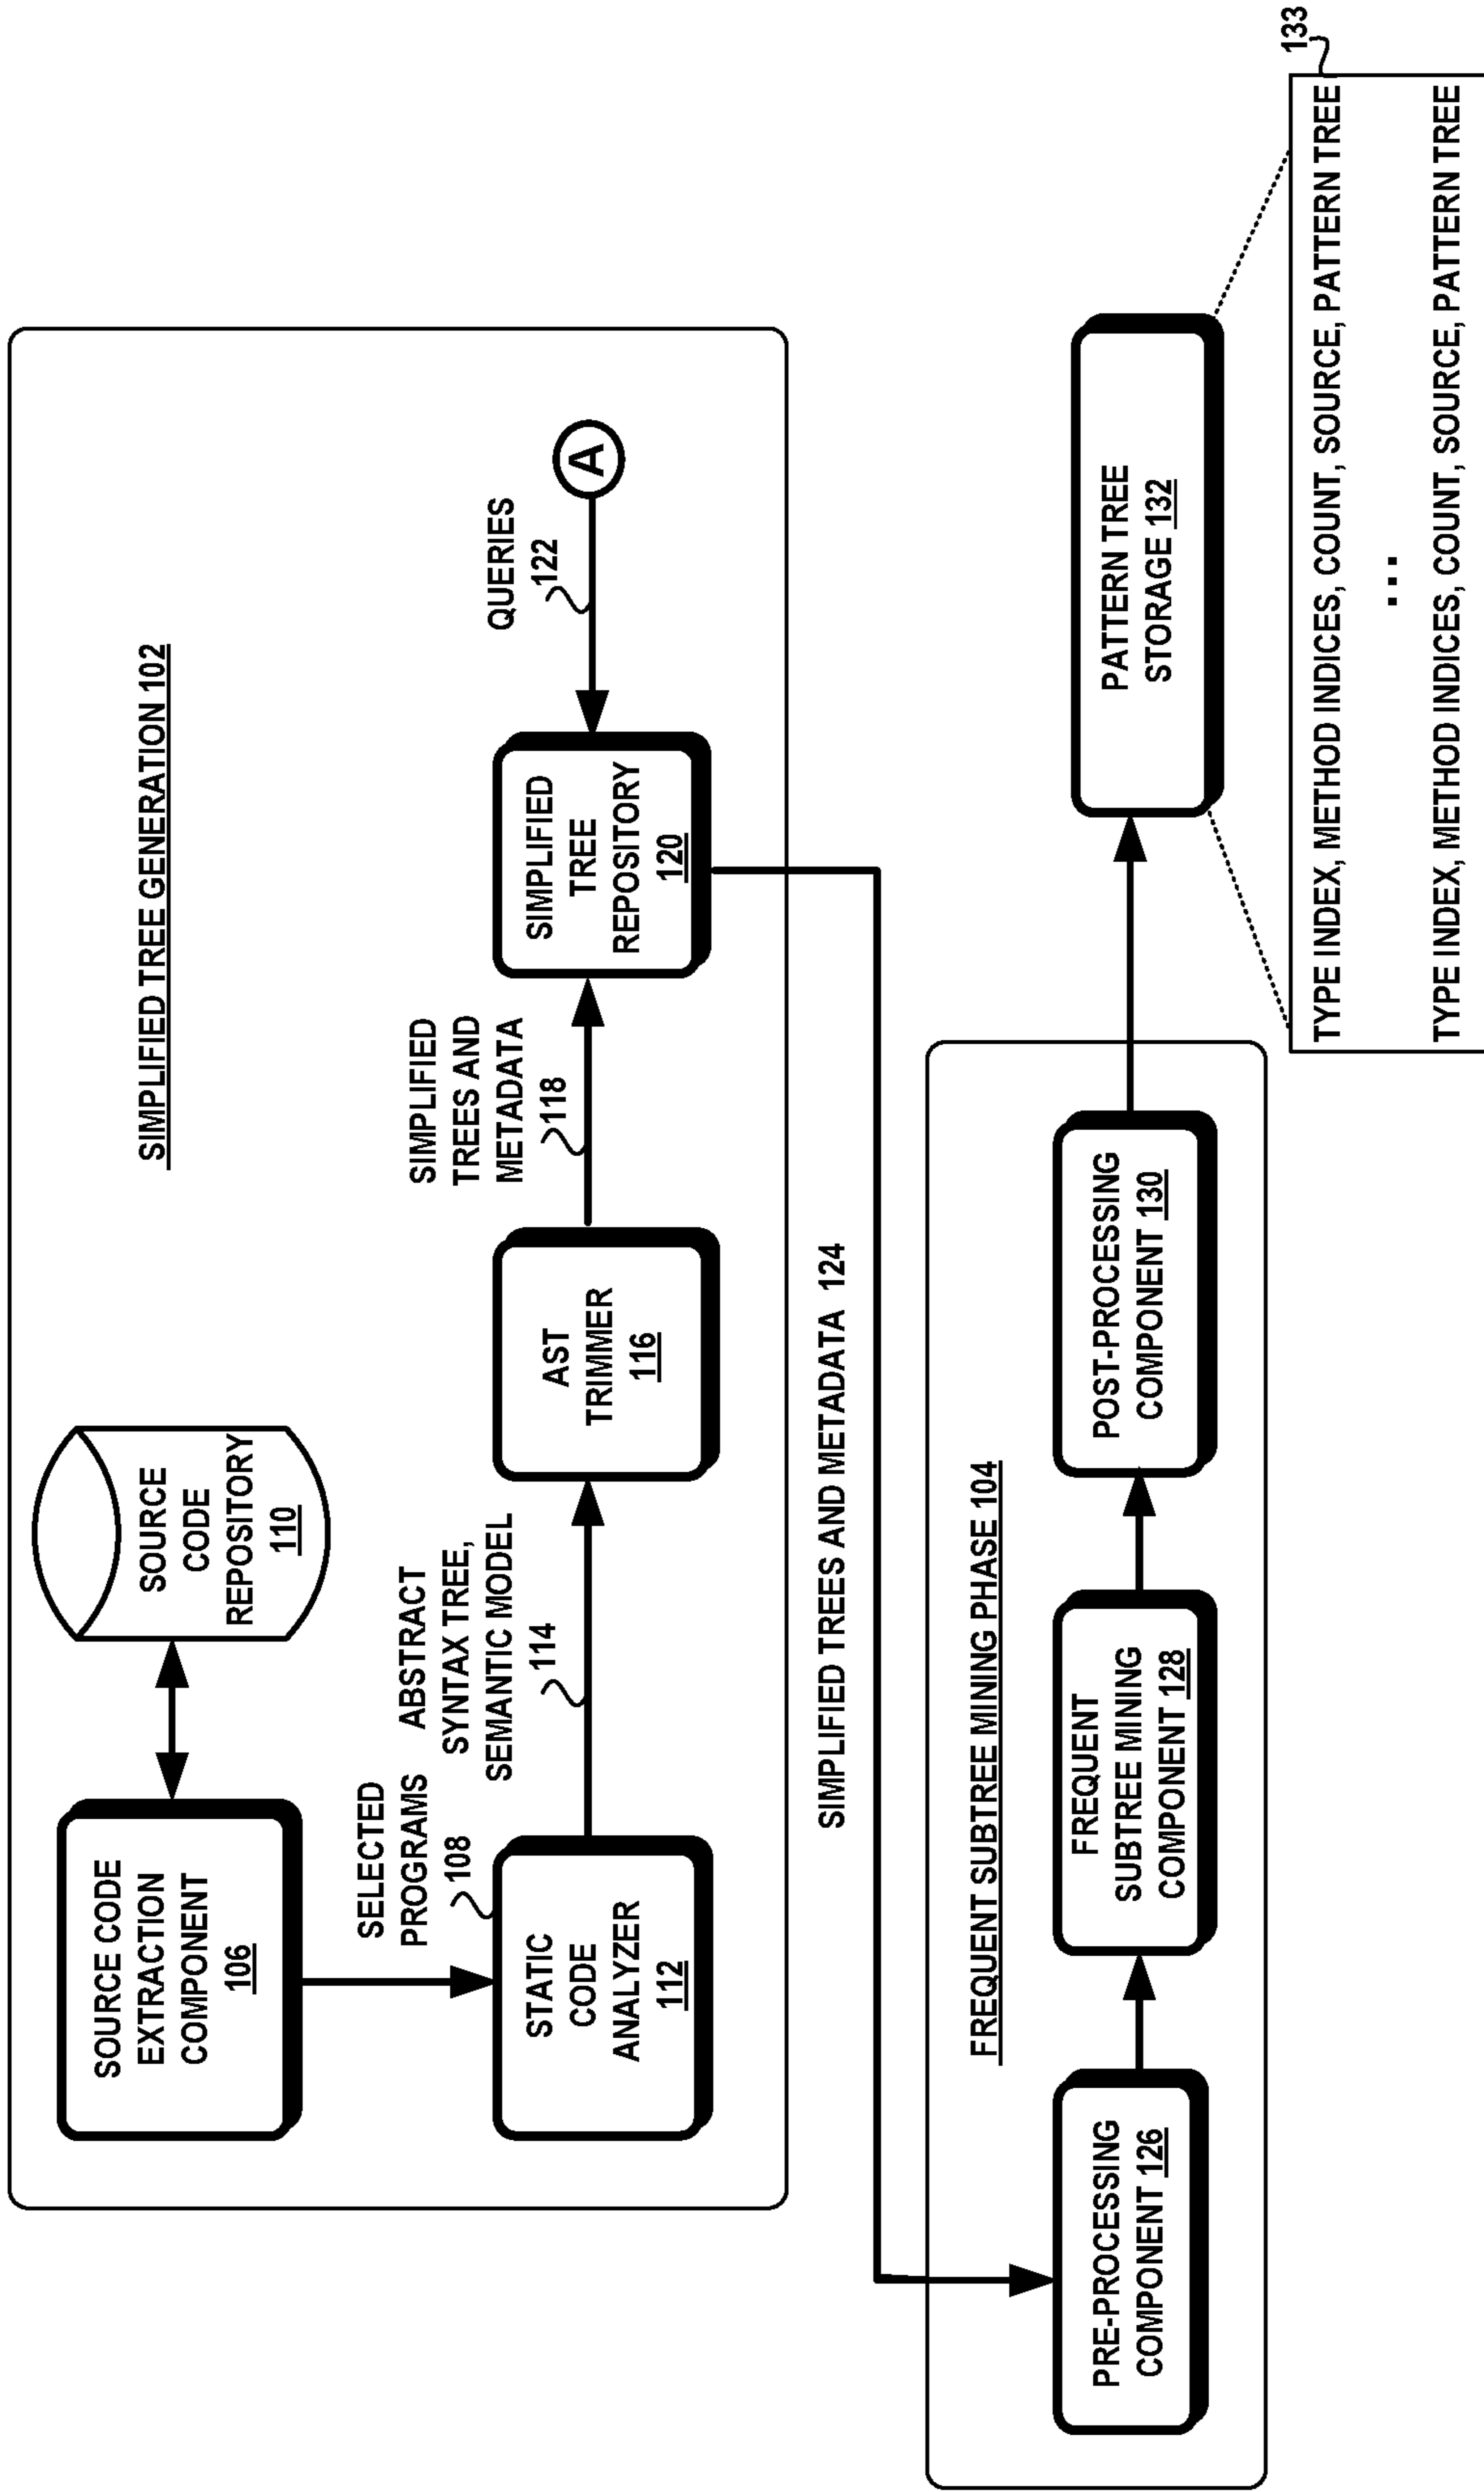 SIMPLIFIED TREE GENERATION 102
SOURCE CODE
EXTRACTION
COMPONENT
106
SOURCE
CODE
REPOSITORY
110
SELECTED
PROGRAMS
108
STATIC
CODE
ANALYZER
112
ABSTRACT
SYNTAX TREE,
SEMANTIC MODEL
114
AST
TRIMMER
116
SIMPLIFIED
TREES AND
METADATA
118
SIMPLIFIED
TREE
REPOSITORY
120
QUERIES
122
A
SIMPLIFIED TREES AND METADATA 124
FREQUENT SUBTREE MINING PHASE 104
PRE-PROCESSING
COMPONENT 126
FREQUENT
SUBTREE MINING
COMPONENT 128
POST-PROCESSING
COMPONENT 130
PATTERN TREE
STORAGE 132
133
TYPE INDEX, METHOD INDICES, COUNT, SOURCE, PATTERN TREE
...
TYPE INDEX, METHOD INDICES, COUNT, SOURCE, PATTERN TREE